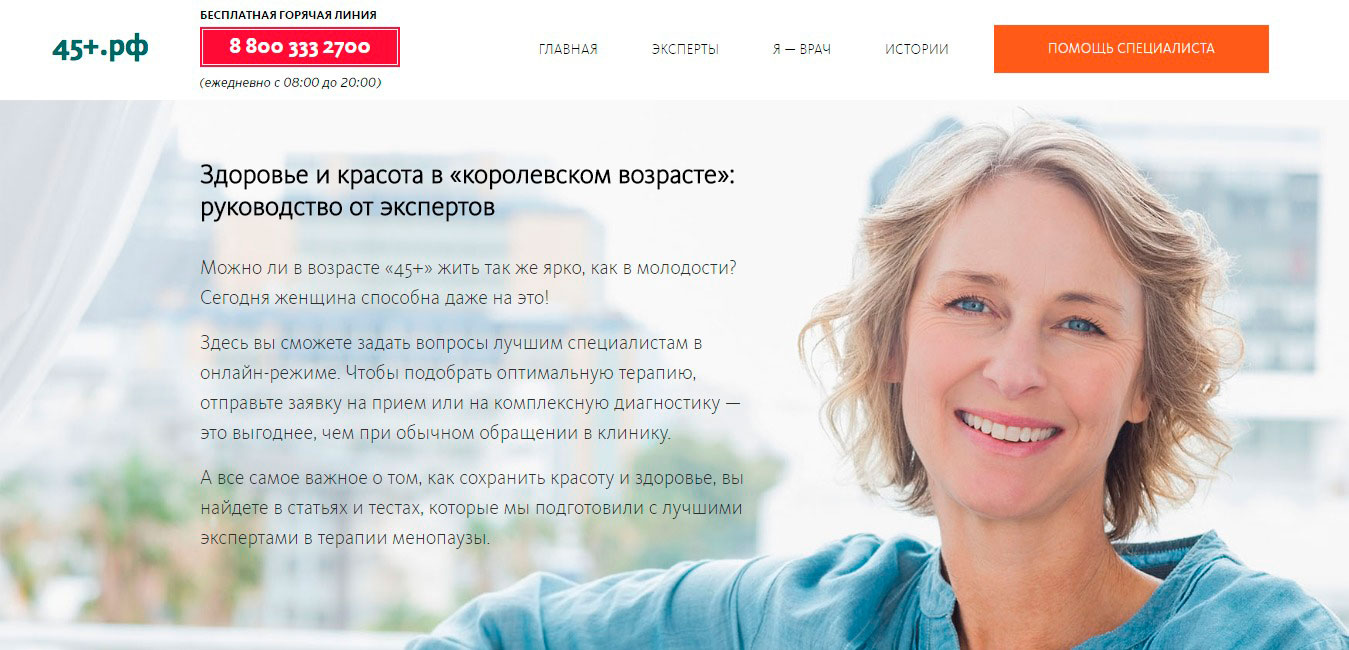 45+.рф
БЕСПЛАТНАЯ ГОРЯЧАЯ ЛИНИЯ
8 800 333 2700
(ежедневно с 08:00 до 20:00)
ГЛАВНАЯ
ЭКСПЕРТЫ
Я — ВРАЧ
ИСТОРИИ
ПОМОЩЬ СПЕЦИАЛИСТА
Здоровье и красота в «королевском возрасте»:
руководство от экспертов
Можно ли в возрасте «45+» жить так же ярко, как в молодости?
Сегодня женщина способна даже на это!
Здесь вы сможете задать вопросы лучшим специалистам в
онлайн-режиме. Чтобы подобрать оптимальную терапию,
отправьте заявку на прием или на комплексную диагностику —
это выгоднее, чем при обычном обращении в клинику.
А все самое важное о том, как сохранить красоту и здоровье, вы
найдете в статьях и тестах, которые мы подготовили с лучшими
экспертами в терапии менопаузы.